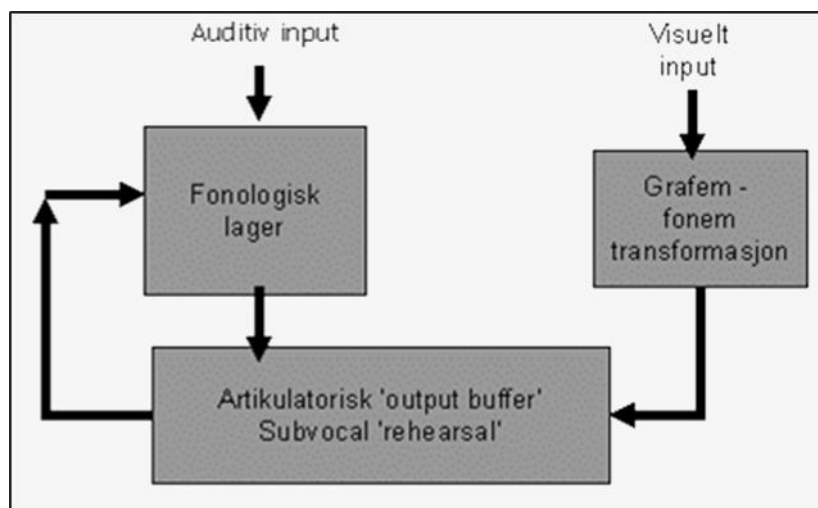 Auditiv input
Visuelt
input
Fonologisk
lager
Grafem -
fonem
transformasjon
Artikulatorisk 'output buffer'
Subvocal 'rehearsal'